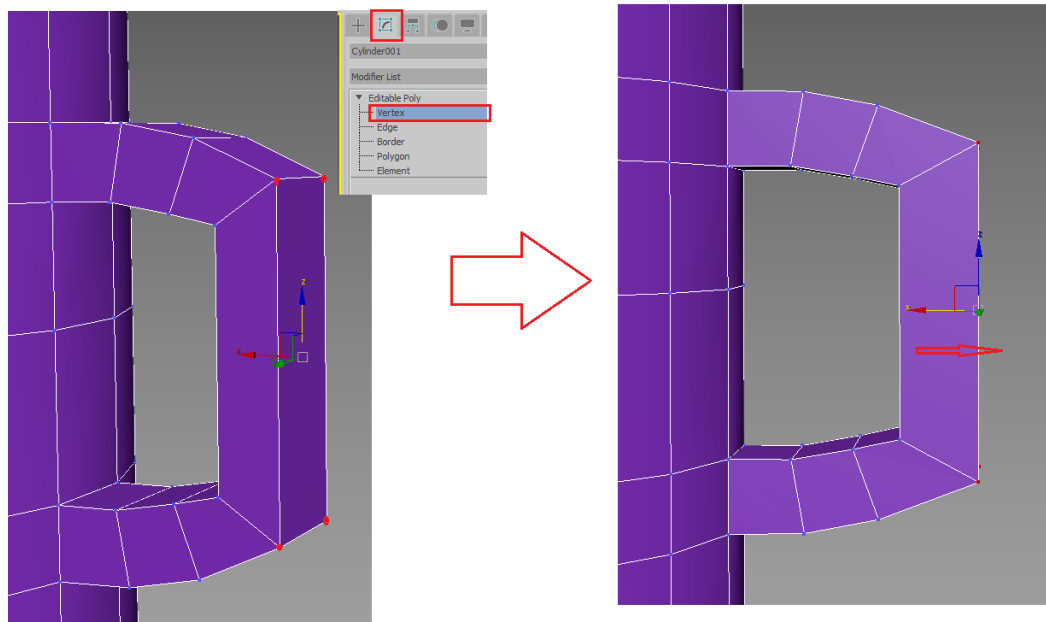 Cylinder001
Modifier List
Editable Poly
Vertex
Edge
Border
Polygon
Element
z
x
z
x